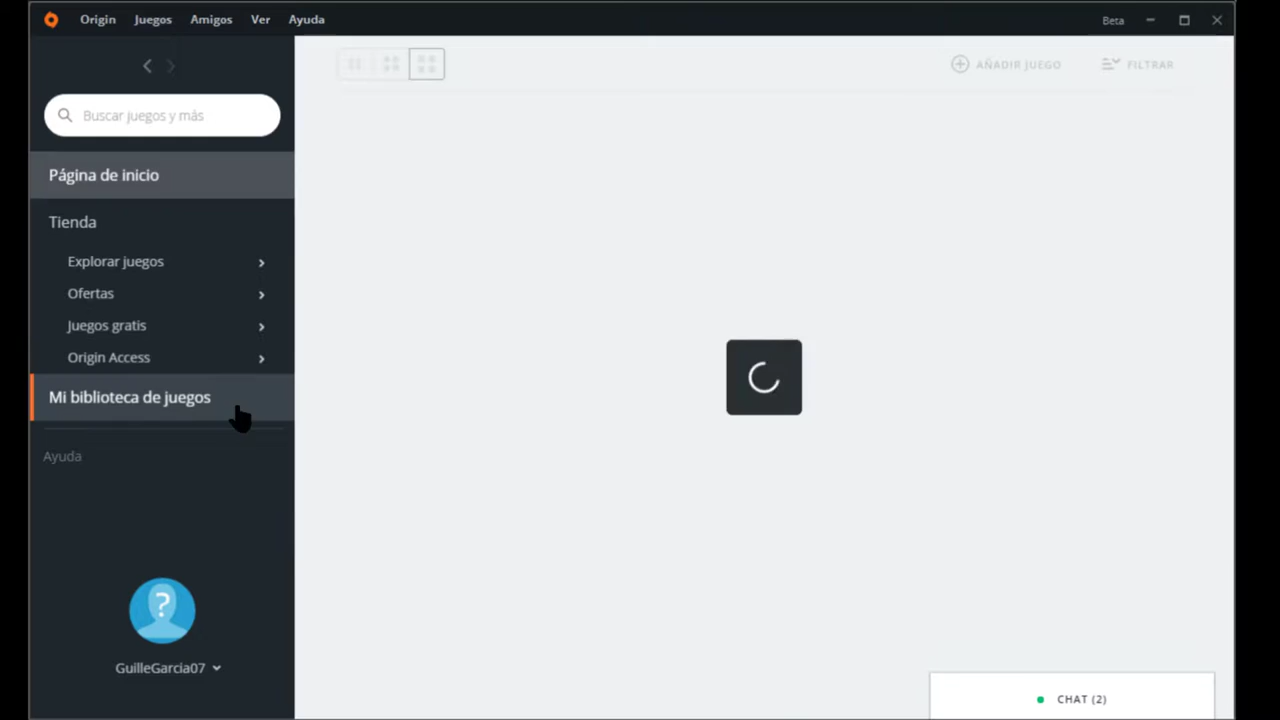 Origin Juegos Amigos Ver Ayuda Beta
AÑADIR JUEGO FILTRAR
Buscar juegos y más
Página de inicio
Tienda
Explorar juegos
Ofertas
Juegos gratis
Origin Access
Mi biblioteca de juegos
Ayuda
?
GuilleGarcia07
CHAT (2)